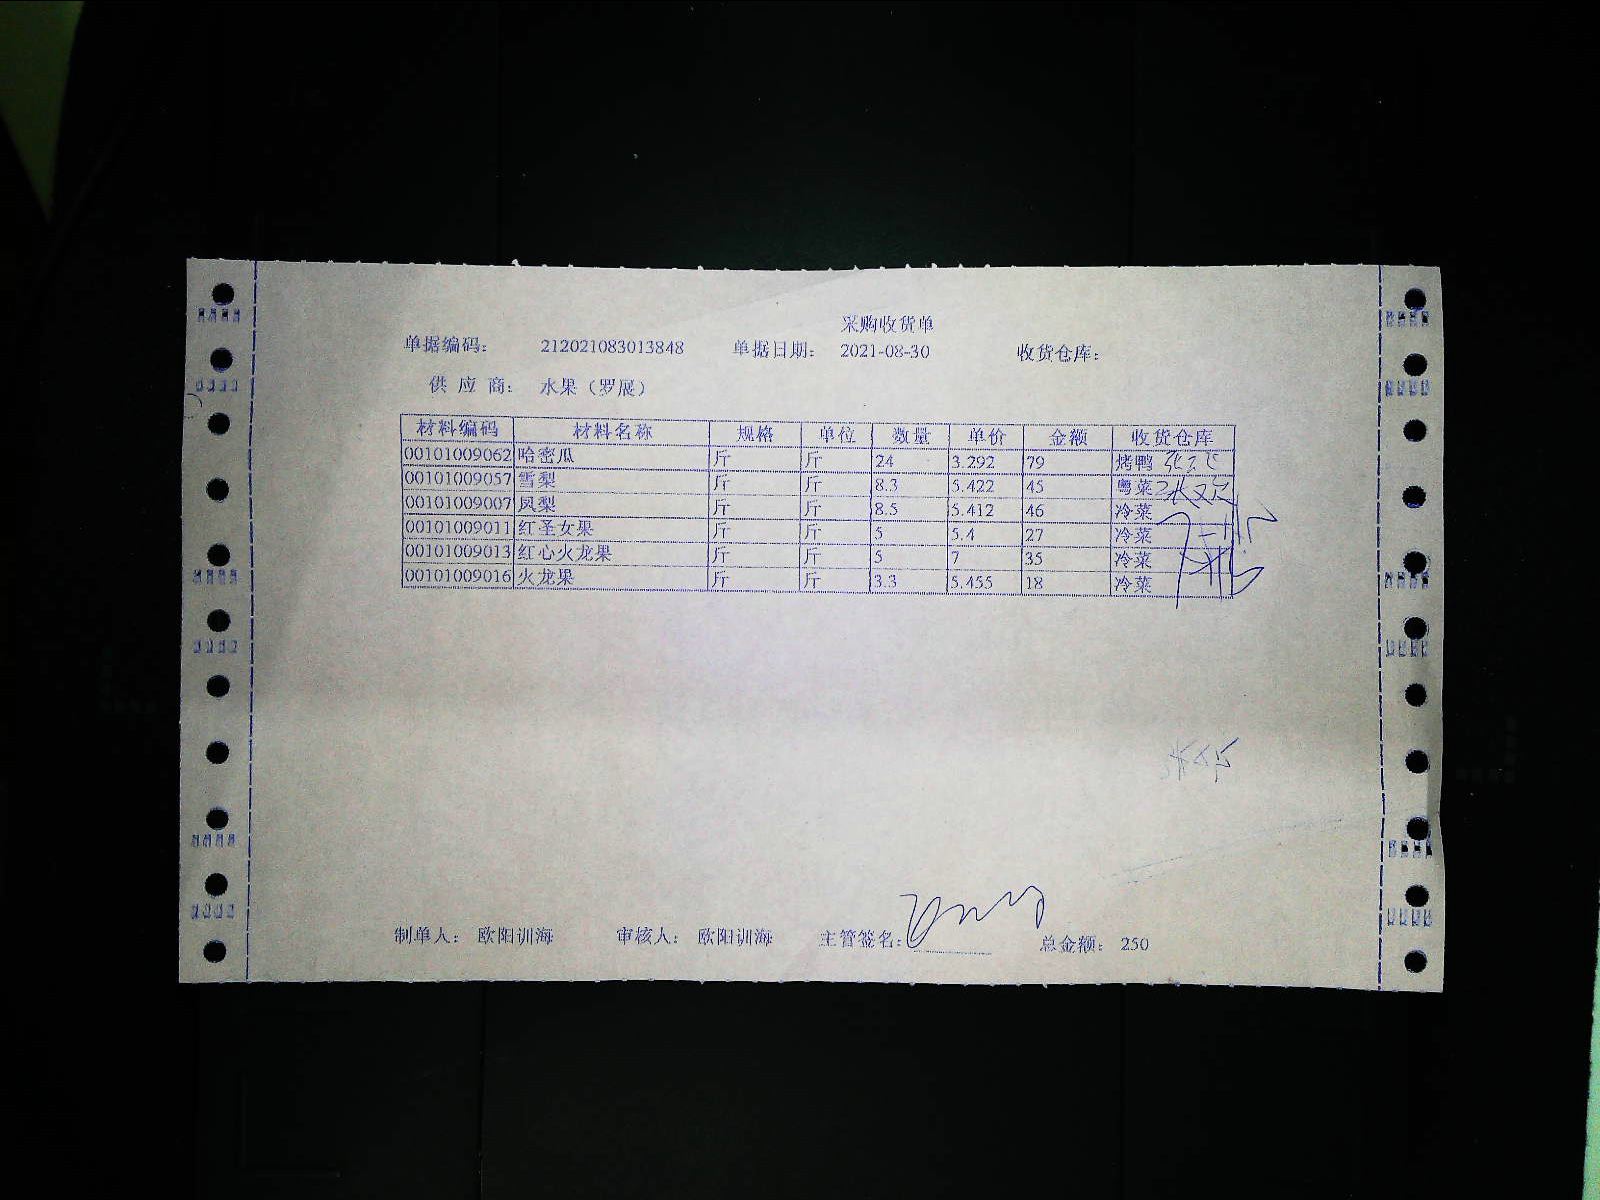 采购收货单
单据编码： 212021083013848 单据日期： 2021-08-30 收货仓库：
供 应 商： 水果（罗展）
材料编码 材料名称 规格 单位 数量 单价 金额 收货仓库
00101009062 哈密瓜 斤 斤 24 3.292 79 烤鸭
00101009057 雪梨 斤 斤 8.3 5.422 45 粤菜
00101009007 凤梨 斤 斤 8.5 5.412 46 冷菜
00101009011 红圣女果 斤 斤 5 5.4 27 冷菜
00101009013 红心火龙果 斤 斤 5 7 35 冷菜
00101009016 火龙果 斤 斤 3.3 5.455 18 冷菜
制单人： 欧阳训海 审核人： 欧阳训海 主管签名： 总金额： 250